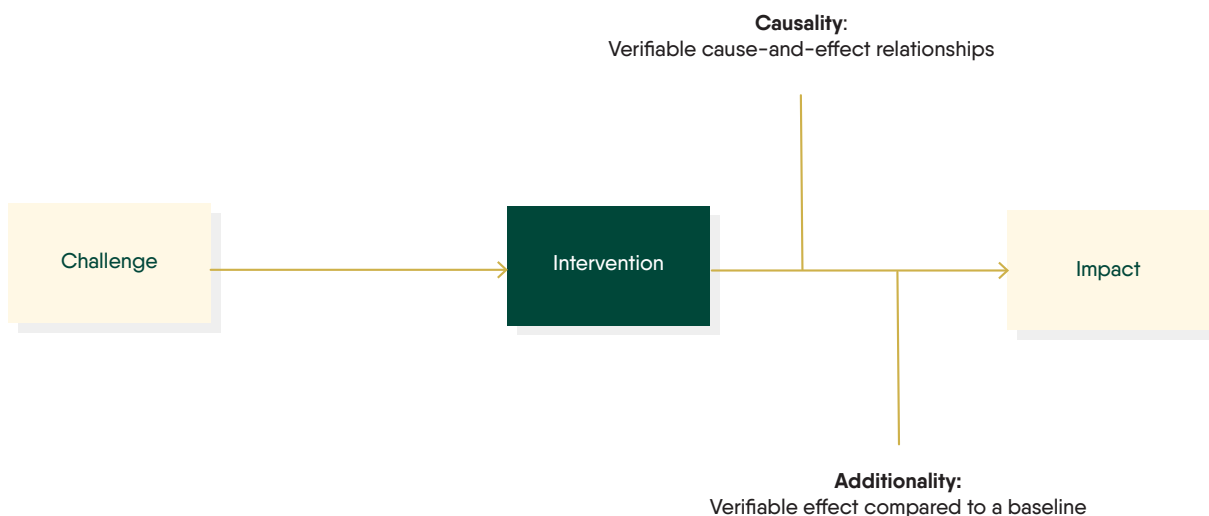 Causality:
Verifiable cause-and-effect relationships
Challenge
Intervention
Impact
Additionality:
Verifiable effect compared to a baseline